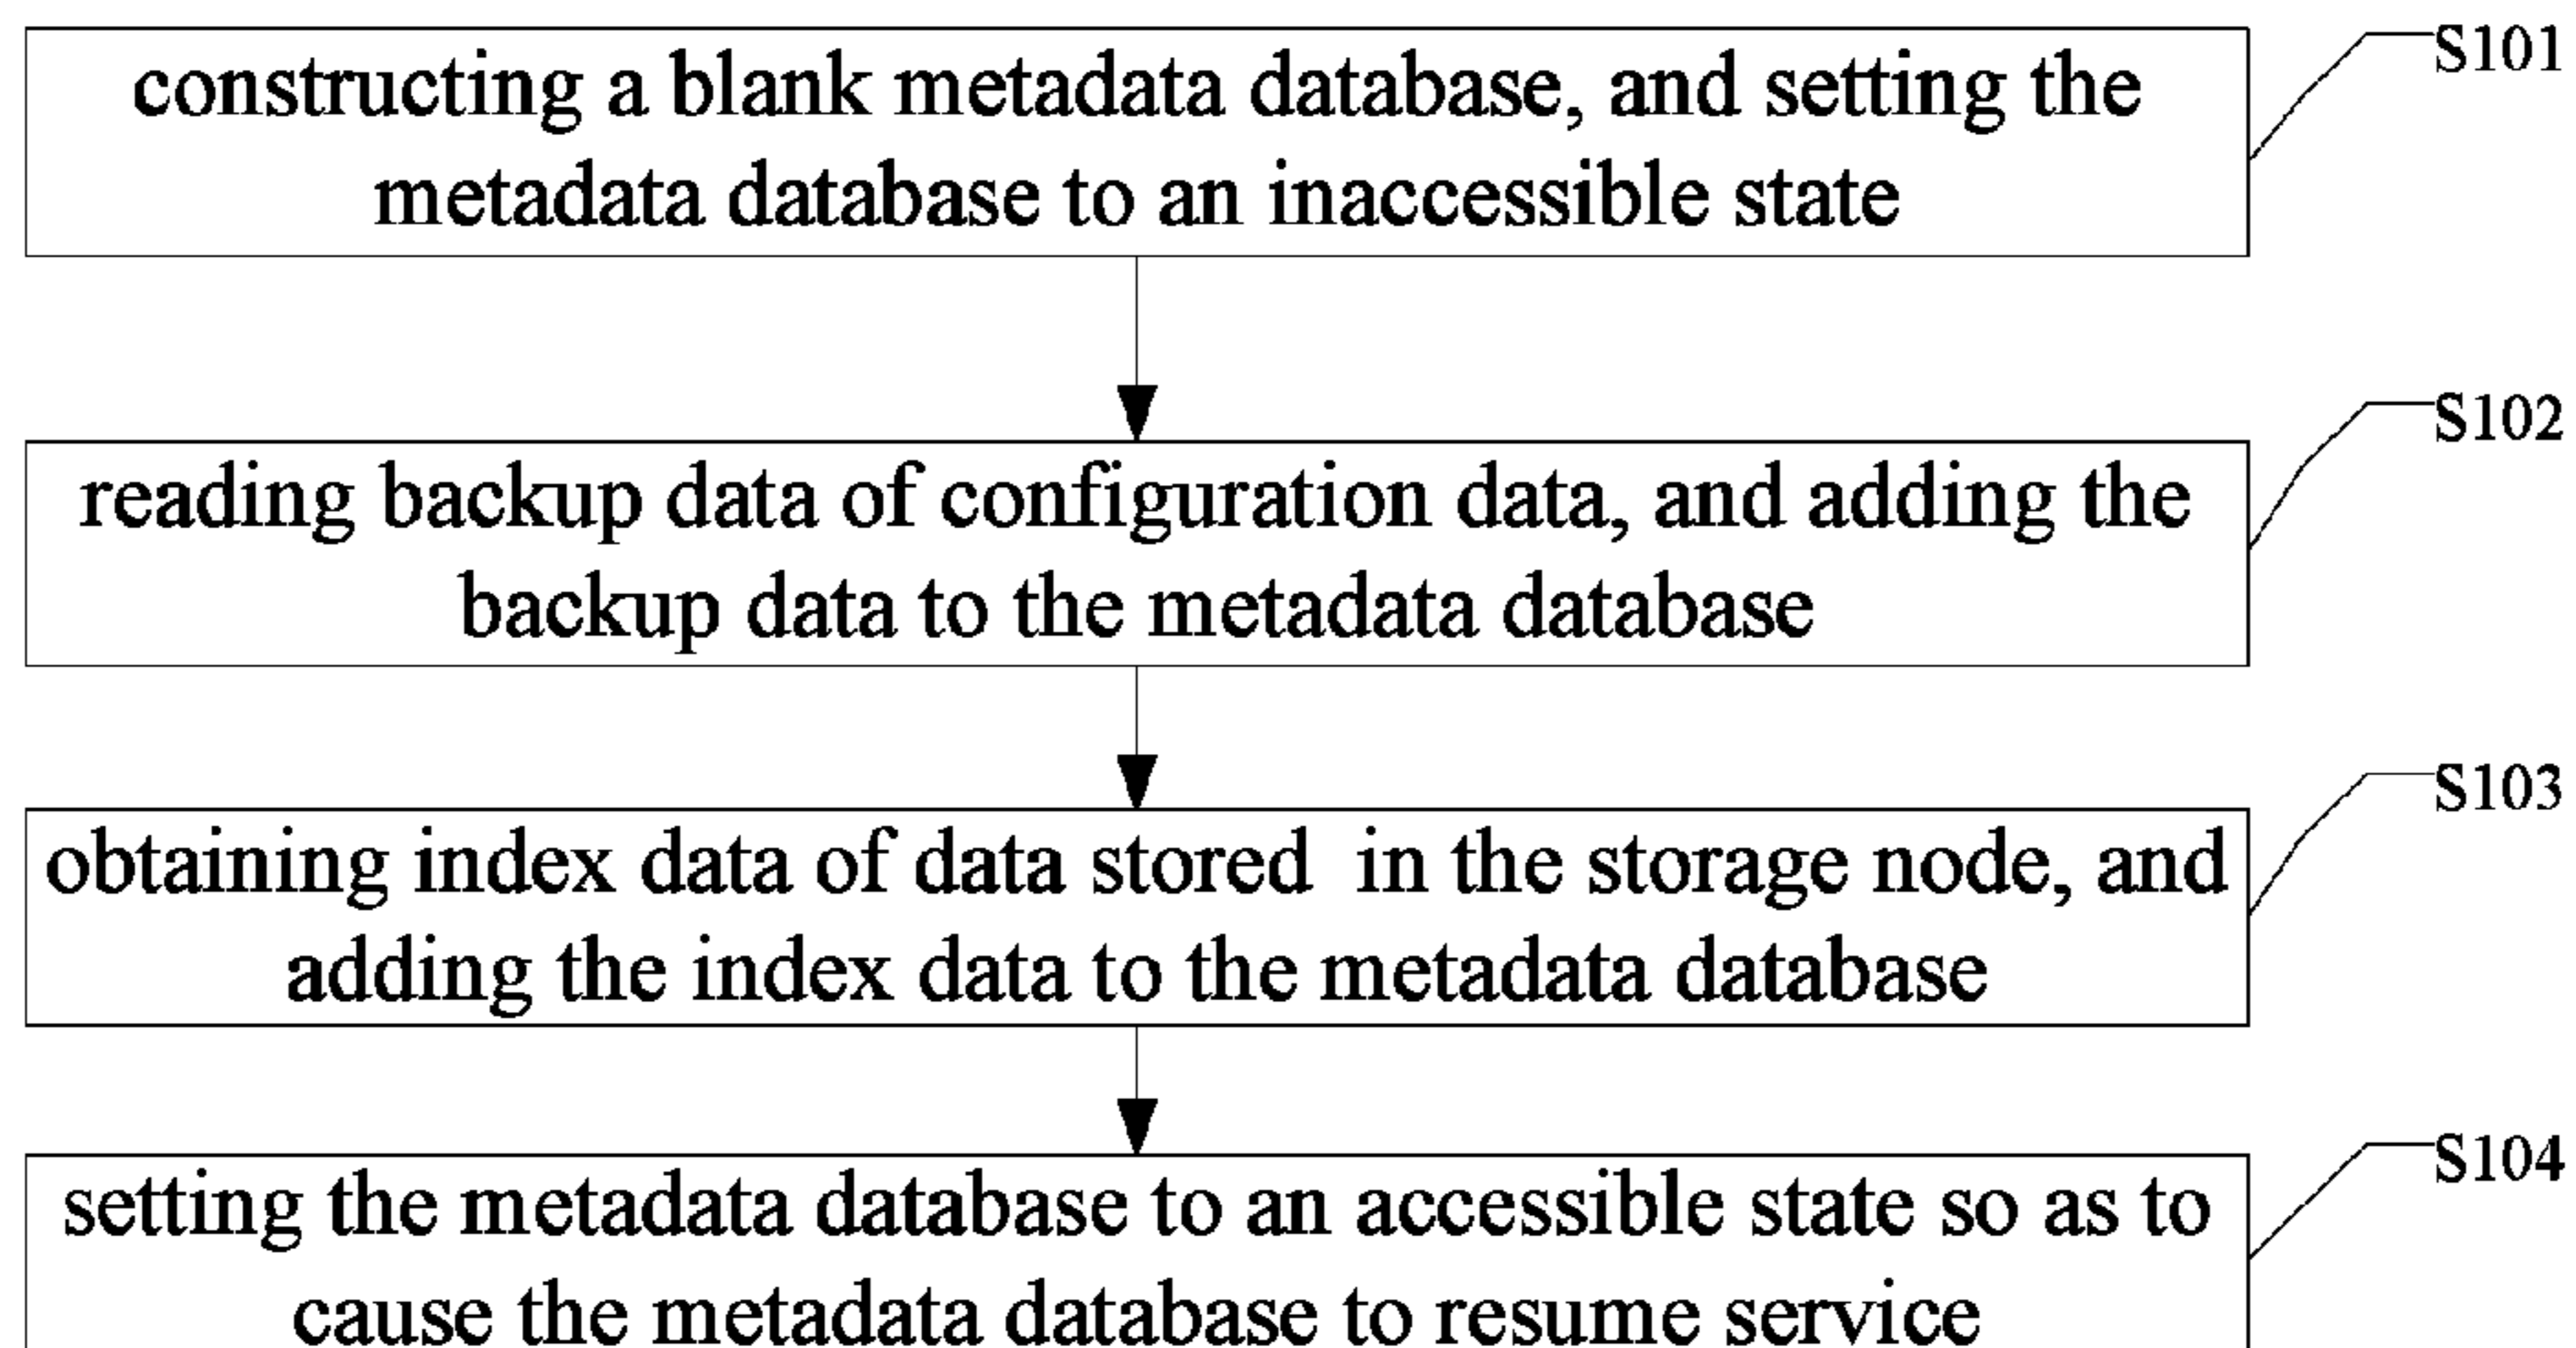 constructing a blank metadata database, and setting the
metadata database to an inaccessible state
S101
reading backup data of configuration data, and adding the
backup data to the metadata database
S102
obtaining index data of data stored  in the storage node, and
adding the index data to the metadata database
S103
setting the metadata database to an accessible state so as to
cause the metadata database to resume service
S104